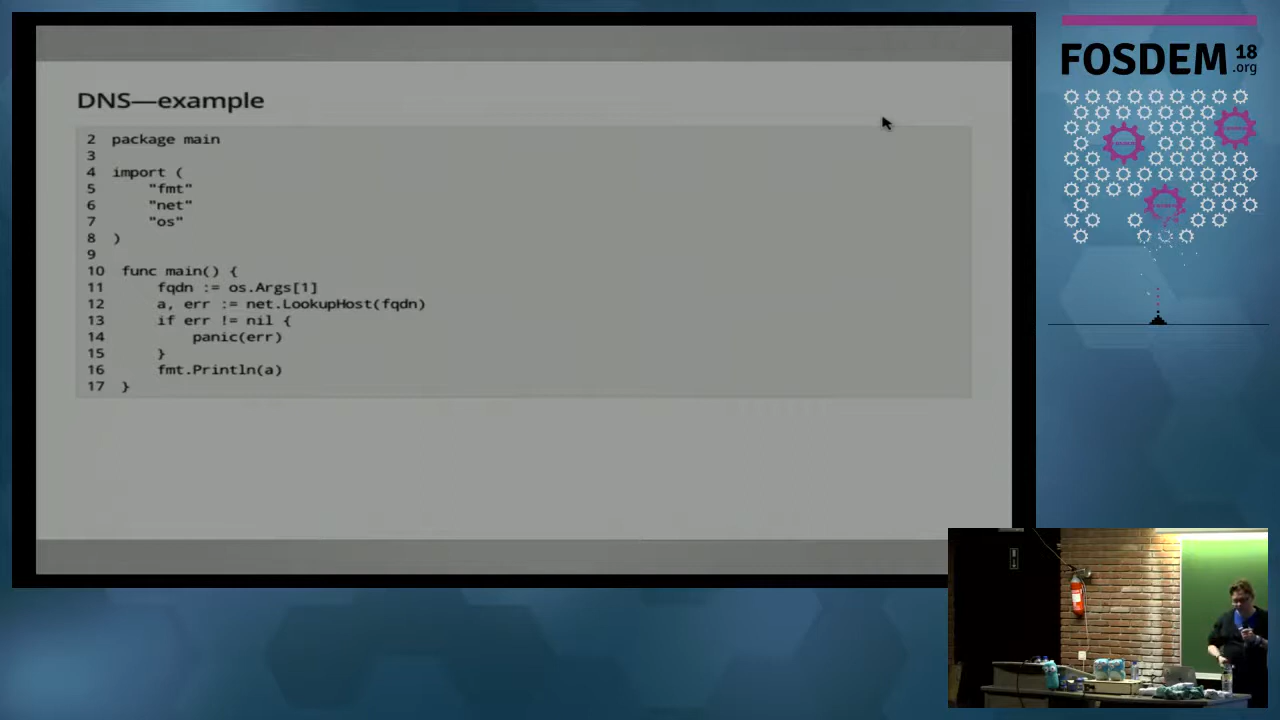 DNS—example
2 package main
3
4 import (
5 "fmt"
6 "net"
7 "os"
8 )
9
10 func main() {
11 fqdn := os.Args[1]
12 a, err := net.LookupHost(fqdn)
13 if err != nil {
14 panic(err)
15 }
16 fmt.Println(a)
17 }
FOSDEM 18
.org